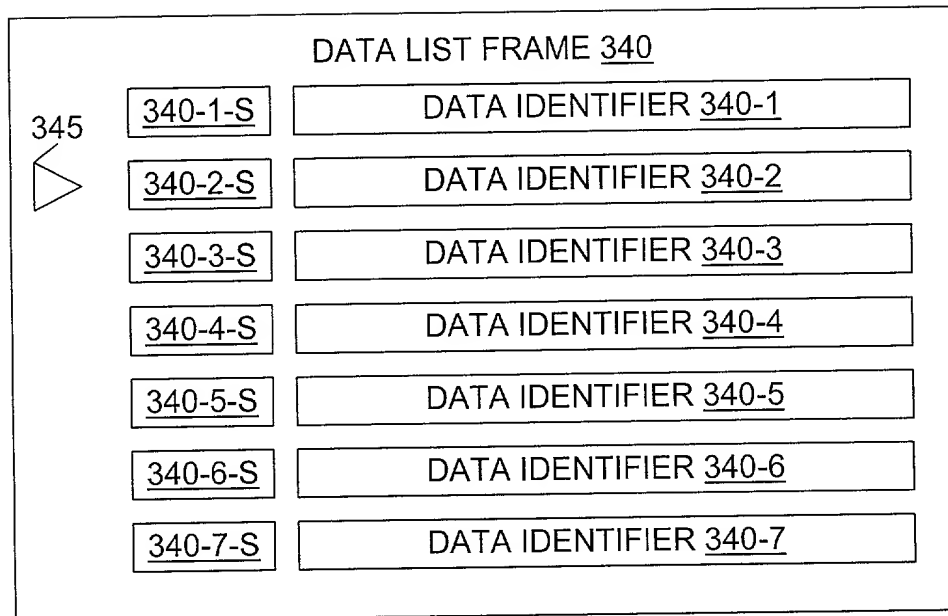 DATA LIST FRAME 340
340-1-S DATA IDENTIFIER 340-1
345
340-2-S DATA IDENTIFIER 340-2
340-3-S DATA IDENTIFIER 340-3
340-4-S DATA IDENTIFIER 340-4
340-5-S DATA IDENTIFIER 340-5
340-6-S DATA IDENTIFIER 340-6
340-7-S DATA IDENTIFIER 340-7